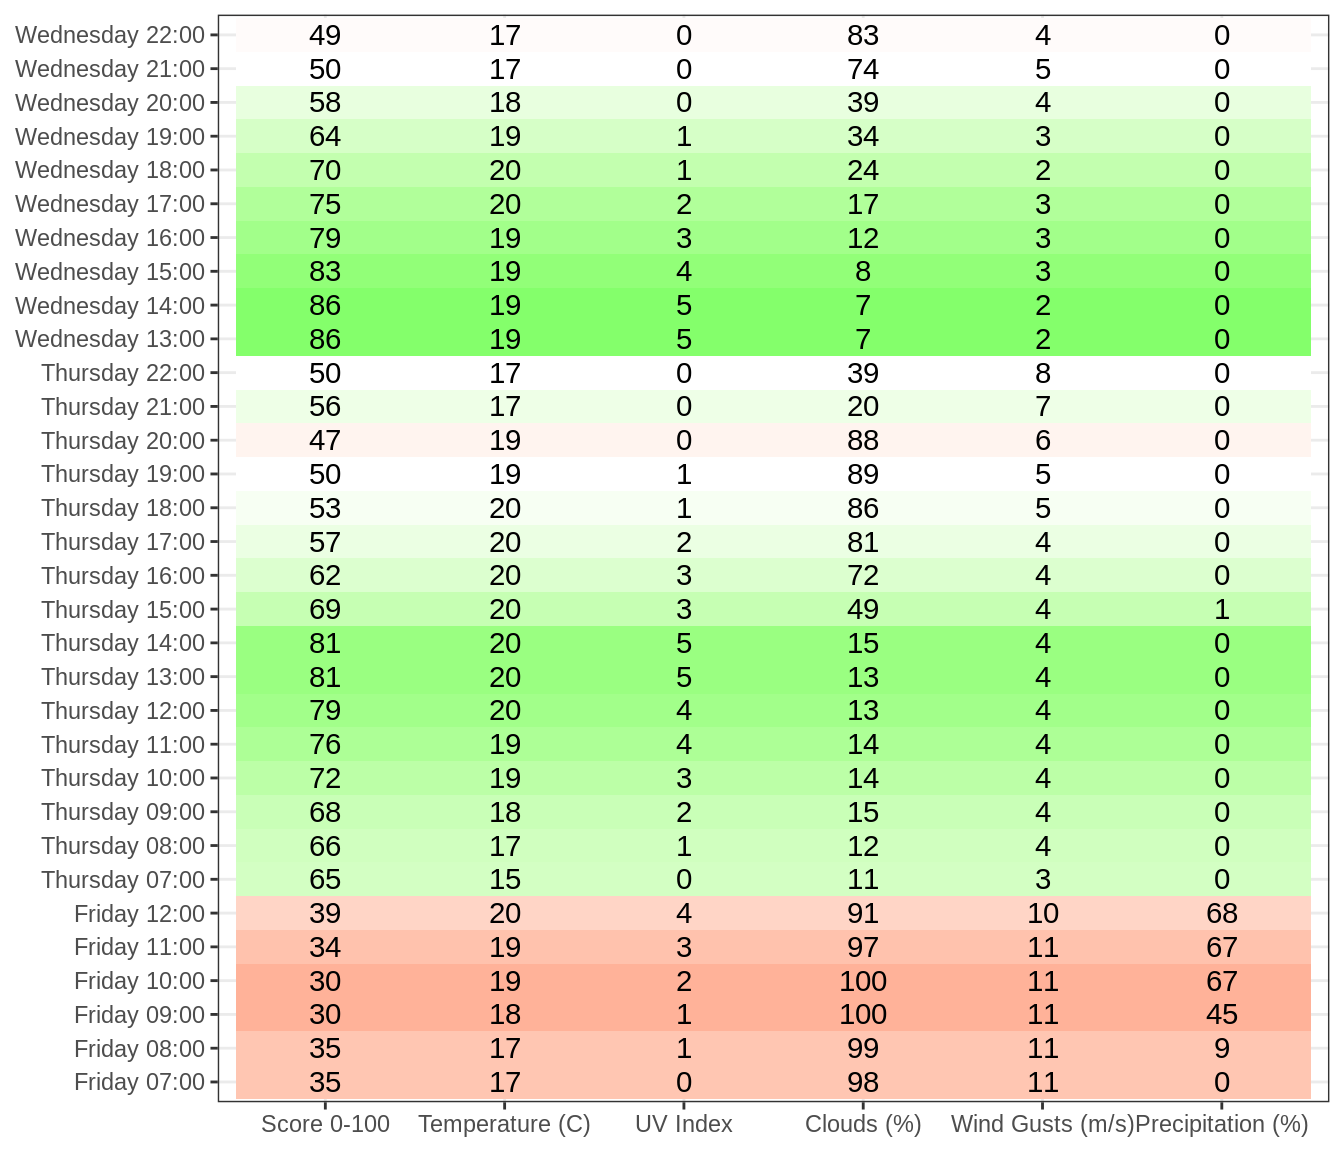 Wednesday 22:00 49 17 0 83 4 0
Wednesday 21:00 50 17 0 74 5 0
Wednesday 20:00 58 18 0 39 4 0
Wednesday 19:00 64 19 1 34 3 0
Wednesday 18:00 70 20 1 24 2 0
Wednesday 17:00 75 20 2 17 3 0
Wednesday 16:00 79 19 3 12 3 0
Wednesday 15:00 83 19 4 8 3 0
Wednesday 14:00 86 19 5 7 2 0
Wednesday 13:00 86 19 5 7 2 0
Thursday 22:00 50 17 0 39 8 0
Thursday 21:00 56 17 0 20 7 0
Thursday 20:00 47 19 0 88 6 0
Thursday 19:00 50 19 1 89 5 0
Thursday 18:00 53 20 1 86 5 0
Thursday 17:00 57 20 2 81 4 0
Thursday 16:00 62 20 3 72 4 0
Thursday 15:00 69 20 3 49 4 1
Thursday 14:00 81 20 5 15 4 0
Thursday 13:00 81 20 5 13 4 0
Thursday 12:00 79 20 4 13 4 0
Thursday 11:00 76 19 4 14 4 0
Thursday 10:00 72 19 3 14 4 0
Thursday 09:00 68 18 2 15 4 0
Thursday 08:00 66 17 1 12 4 0
Thursday 07:00 65 15 0 11 3 0
Friday 12:00 39 20 4 91 10 68
Friday 11:00 34 19 3 97 11 67
Friday 10:00 30 19 2 100 11 67
Friday 09:00 30 18 1 100 11 45
Friday 08:00 35 17 1 99 11 9
Friday 07:00 35 17 0 98 11 0
Score 0-100 Temperature (C) UV Index Clouds (%) Wind Gusts (m/s) Precipitation (%)